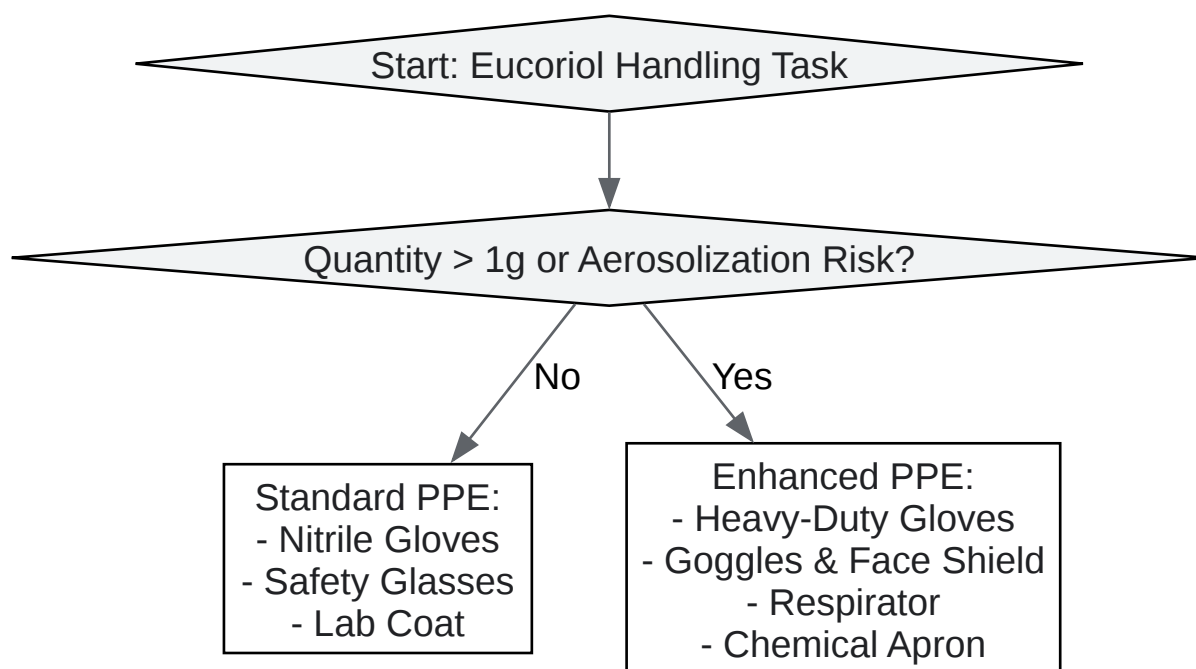 Start: Eucoriol Handling Task
Quantity > 1g or Aerosolization Risk?
No
Yes
Standard PPE:
- Nitrile Gloves
- Safety Glasses
- Lab Coat
Enhanced PPE:
- Heavy-Duty Gloves
- Goggles & Face Shield
- Respirator
- Chemical Apron